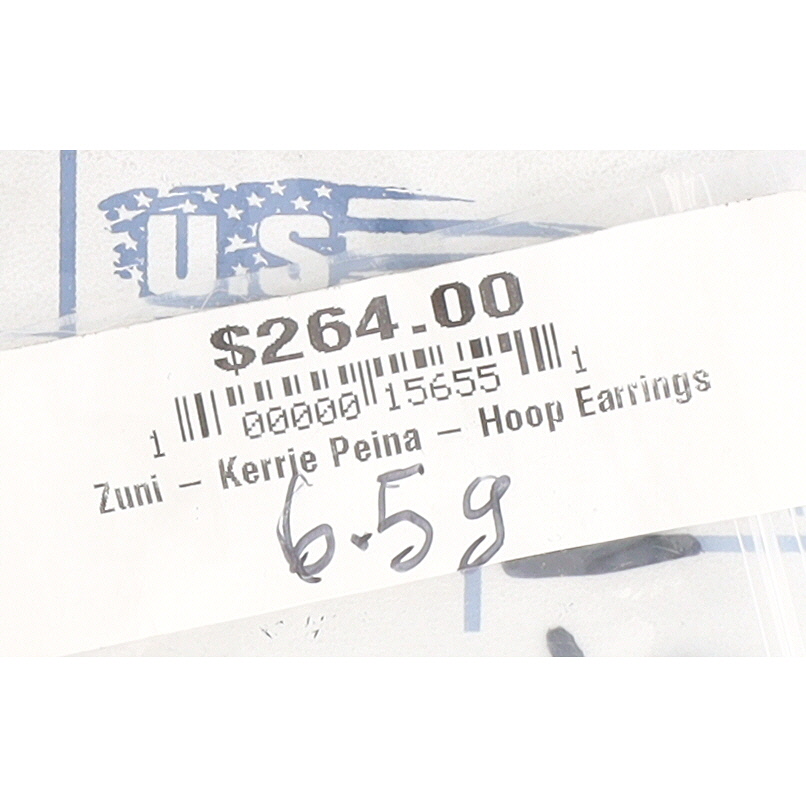 U.S
$264.00
1 00000 15655 1
Zuni – Kerrie Peina – Hoop Earrings
6.5g